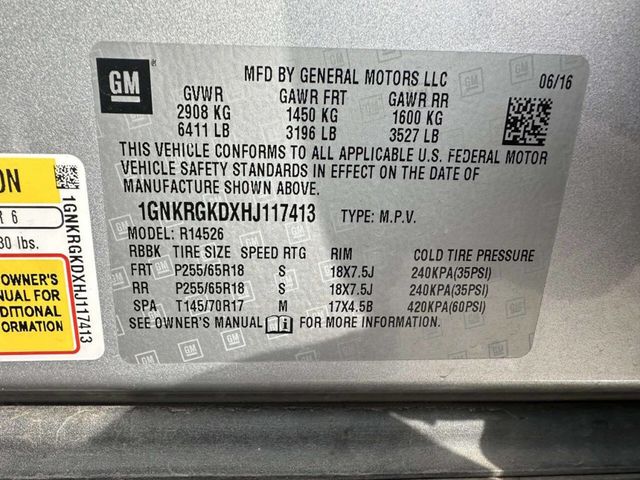 GM
MFD BY GENERAL MOTORS LLC 06/16
GVWR GAWR FRT GAWR RR
2908 KG 1450 KG 1600 KG
6411 LB 3196 LB 3527 LB
THIS VEHICLE CONFORMS TO ALL APPLICABLE U.S. FEDERAL MOTOR
VEHICLE SAFETY STANDARDS IN EFFECT ON THE DATE OF
MANUFACTURE SHOWN ABOVE.
1GNKRGKDXHJ117413 TYPE: M.P.V.
MODEL: R14526
RBBK TIRE SIZE SPEED RTG RIM COLD TIRE PRESSURE
FRT P255/65R18 S 18X7.5J 240KPA(35PSI)
RR P255/65R18 S 18X7.5J 240KPA(35PSI)
SPA T145/70R17 M 17X4.5B 420KPA(60PSI)
SEE OWNER'S MANUAL i FOR MORE INFORMATION.
ON
R 6
30 lbs.
OWNER'S
NUAL FOR
DITIONAL
ORMATION
1GNKRGKDXHJ117413